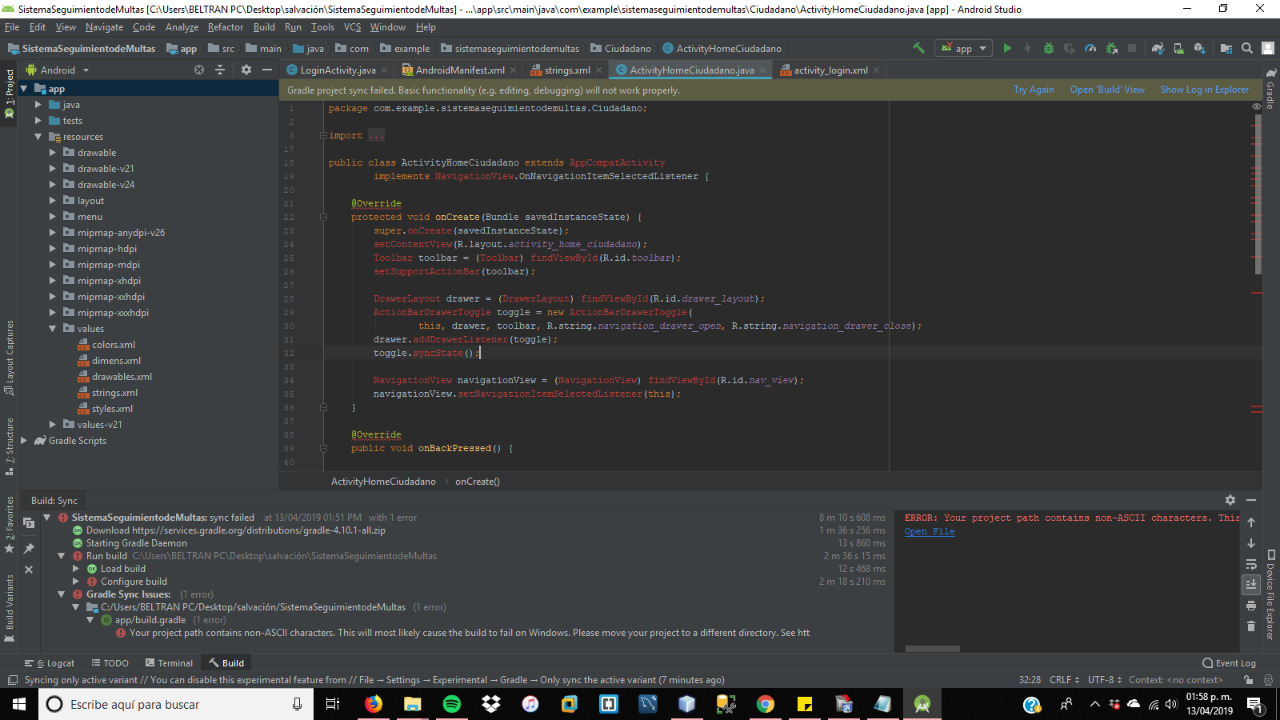 SistemaSeguimientodeMultas [C:\Users\BELTRAN PC\Desktop\salvación\SistemaSeguimientodeMultas] - ...\app\src\main\java\com\example\sistemaseguimientodemultas\Ciudadano\ActivityHomeCiudadano.java [app] - Android Studio
File Edit View Navigate Code Analyze Refactor Build Run Tools VCS Window Help
SistemaSeguimientodeMultas app src main java com example sistemaseguimientodemultas Ciudadano ActivityHomeCiudadano app
Android LoginActivity.java AndroidManifest.xml strings.xml ActivityHomeCiudadano.java activity_login.xml
Gradle project sync failed. Basic functionality (e.g. editing, debugging) will not work properly. Try Again Open 'Build' View Show Log in Explorer
1: Project
Layout Captures
7: Structure
2: Favorites
Build Variants
Gradle
Device File Explorer
app
java
tests
resources
drawable
drawable-v21
drawable-v24
layout
menu
mipmap-anydpi-v26
mipmap-hdpi
mipmap-mdpi
mipmap-xhdpi
mipmap-xxhdpi
mipmap-xxxhdpi
values
colors.xml
dimens.xml
drawables.xml
strings.xml
styles.xml
values-v21
Gradle Scripts
1 package com.example.sistemaseguimientodemultas.Ciudadano;
2
3 import ...
17
18 public class ActivityHomeCiudadano extends AppCompatActivity
19 implements NavigationView.OnNavigationItemSelectedListener {
20
21 @Override
22 protected void onCreate(Bundle savedInstanceState) {
23 super.onCreate(savedInstanceState);
24 setContentView(R.layout.activity_home_ciudadano);
25 Toolbar toolbar = (Toolbar) findViewById(R.id.toolbar);
26 setSupportActionBar(toolbar);
27
28 DrawerLayout drawer = (DrawerLayout) findViewById(R.id.drawer_layout);
29 ActionBarDrawerToggle toggle = new ActionBarDrawerToggle(
30 this, drawer, toolbar, R.string.navigation_drawer_open, R.string.navigation_drawer_close);
31 drawer.addDrawerListener(toggle);
32 toggle.syncState();
33
34 NavigationView navigationView = (NavigationView) findViewById(R.id.nav_view);
35 navigationView.setNavigationItemSelectedListener(this);
36 }
37
38 @Override
39 public void onBackPressed() {
40
ActivityHomeCiudadano › onCreate()
Build: Sync
SistemaSeguimientodeMultas: sync failed at 13/04/2019 01:51 PM with 1 error 8 m 10 s 608 ms
Download https://services.gradle.org/distributions/gradle-4.10.1-all.zip 1 m 36 s 256 ms
Starting Gradle Daemon 13 s 860 ms
Run build C:\Users\BELTRAN PC\Desktop\salvación\SistemaSeguimientodeMultas 2 m 36 s 15 ms
Load build 12 s 468 ms
Configure build 2 m 18 s 210 ms
Gradle Sync Issues: (1 error)
C:/Users/BELTRAN PC/Desktop/salvación/SistemaSeguimientodeMultas (1 error)
app/build.gradle (1 error)
Your project path contains non-ASCII characters. This will most likely cause the build to fail on Windows. Please move your project to a different directory. See htt
ERROR: Your project path contains non-ASCII characters. This
Open File
6: Logcat TODO Terminal Build Event Log
Syncing only active variant // You can disable this experimental feature from // File → Settings → Experimental → Gradle → Only sync the active variant (7 minutes ago) 32:28 CRLF UTF-8 Context: <no context>
Escribe aquí para buscar
01:58 p. m.
13/04/2019